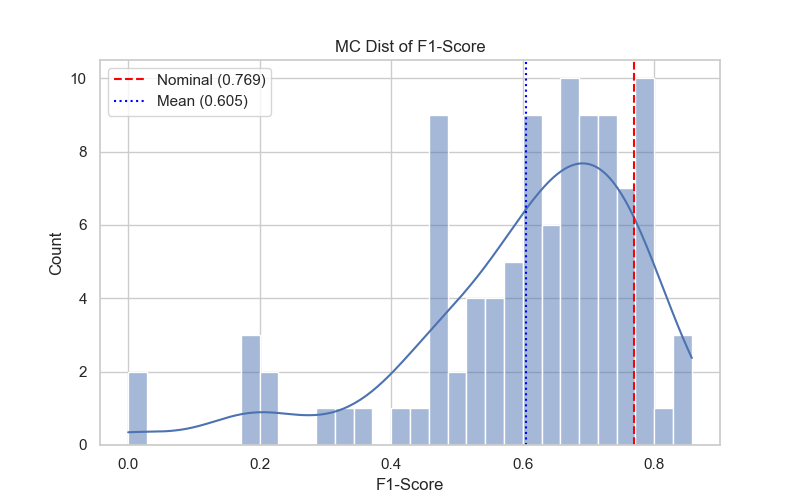 MC Dist of F1-Score
Nominal (0.769)
Mean (0.605)
10
8
6
4
2
0
Count
0.0 0.2 0.4 0.6 0.8
F1-Score